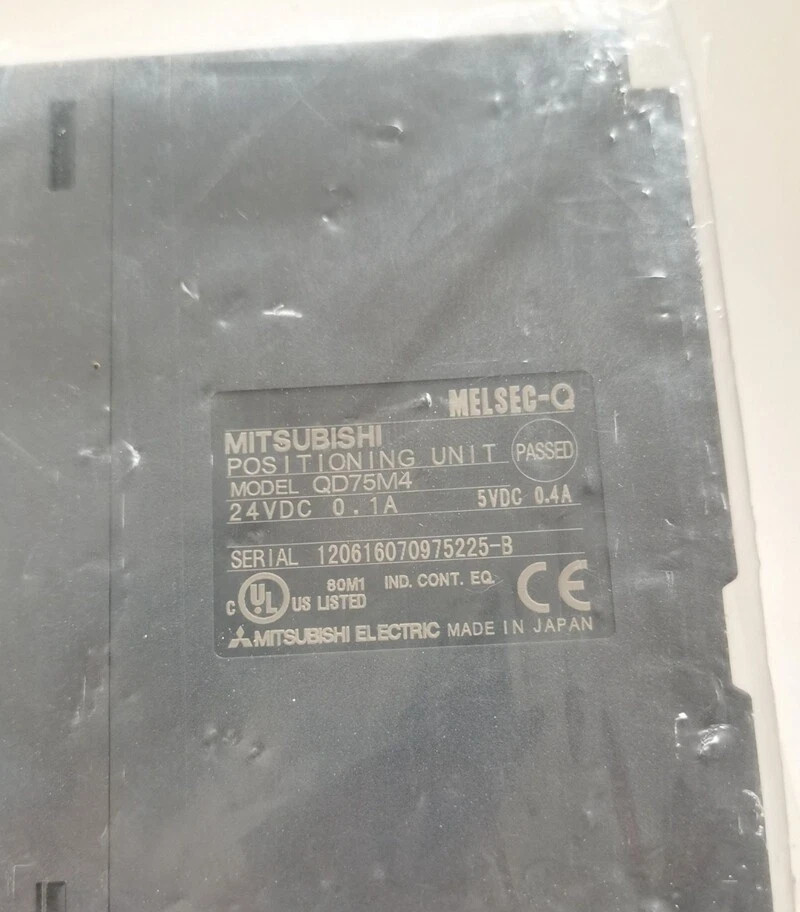 MELSEC-Q
MITSUBISHI
POSITIONING UNIT PASSED
MODEL QD75M4
24VDC 0.1A 5VDC 0.4A
SERIAL 120616070975225-B
C UL US LISTED 80M1 IND. CONT. EQ. CE
MITSUBISHI ELECTRIC MADE IN JAPAN